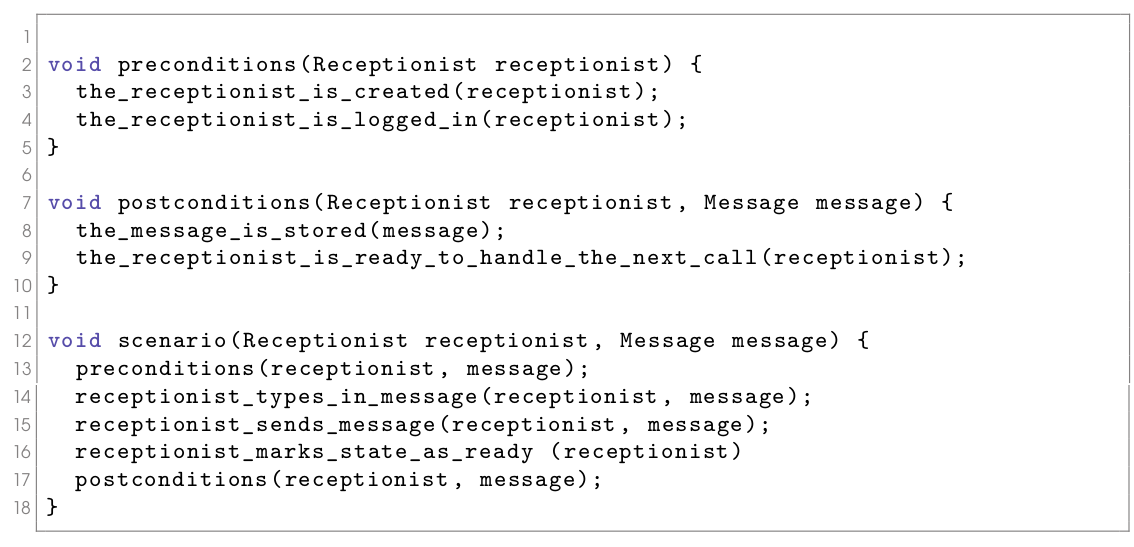 1
2 void preconditions(Receptionist receptionist) {
3   the_receptionist_is_created(receptionist);
4   the_receptionist_is_logged_in(receptionist);
5 }
6
7 void postconditions(Receptionist receptionist, Message message) {
8   the_message_is_stored(message);
9   the_receptionist_is_ready_to_handle_the_next_call(receptionist);
10 }
11
12 void scenario(Receptionist receptionist, Message message) {
13   preconditions(receptionist, message);
14   receptionist_types_in_message(receptionist, message);
15   receptionist_sends_message(receptionist, message);
16   receptionist_marks_state_as_ready (receptionist)
17   postconditions(receptionist, message);
18 }